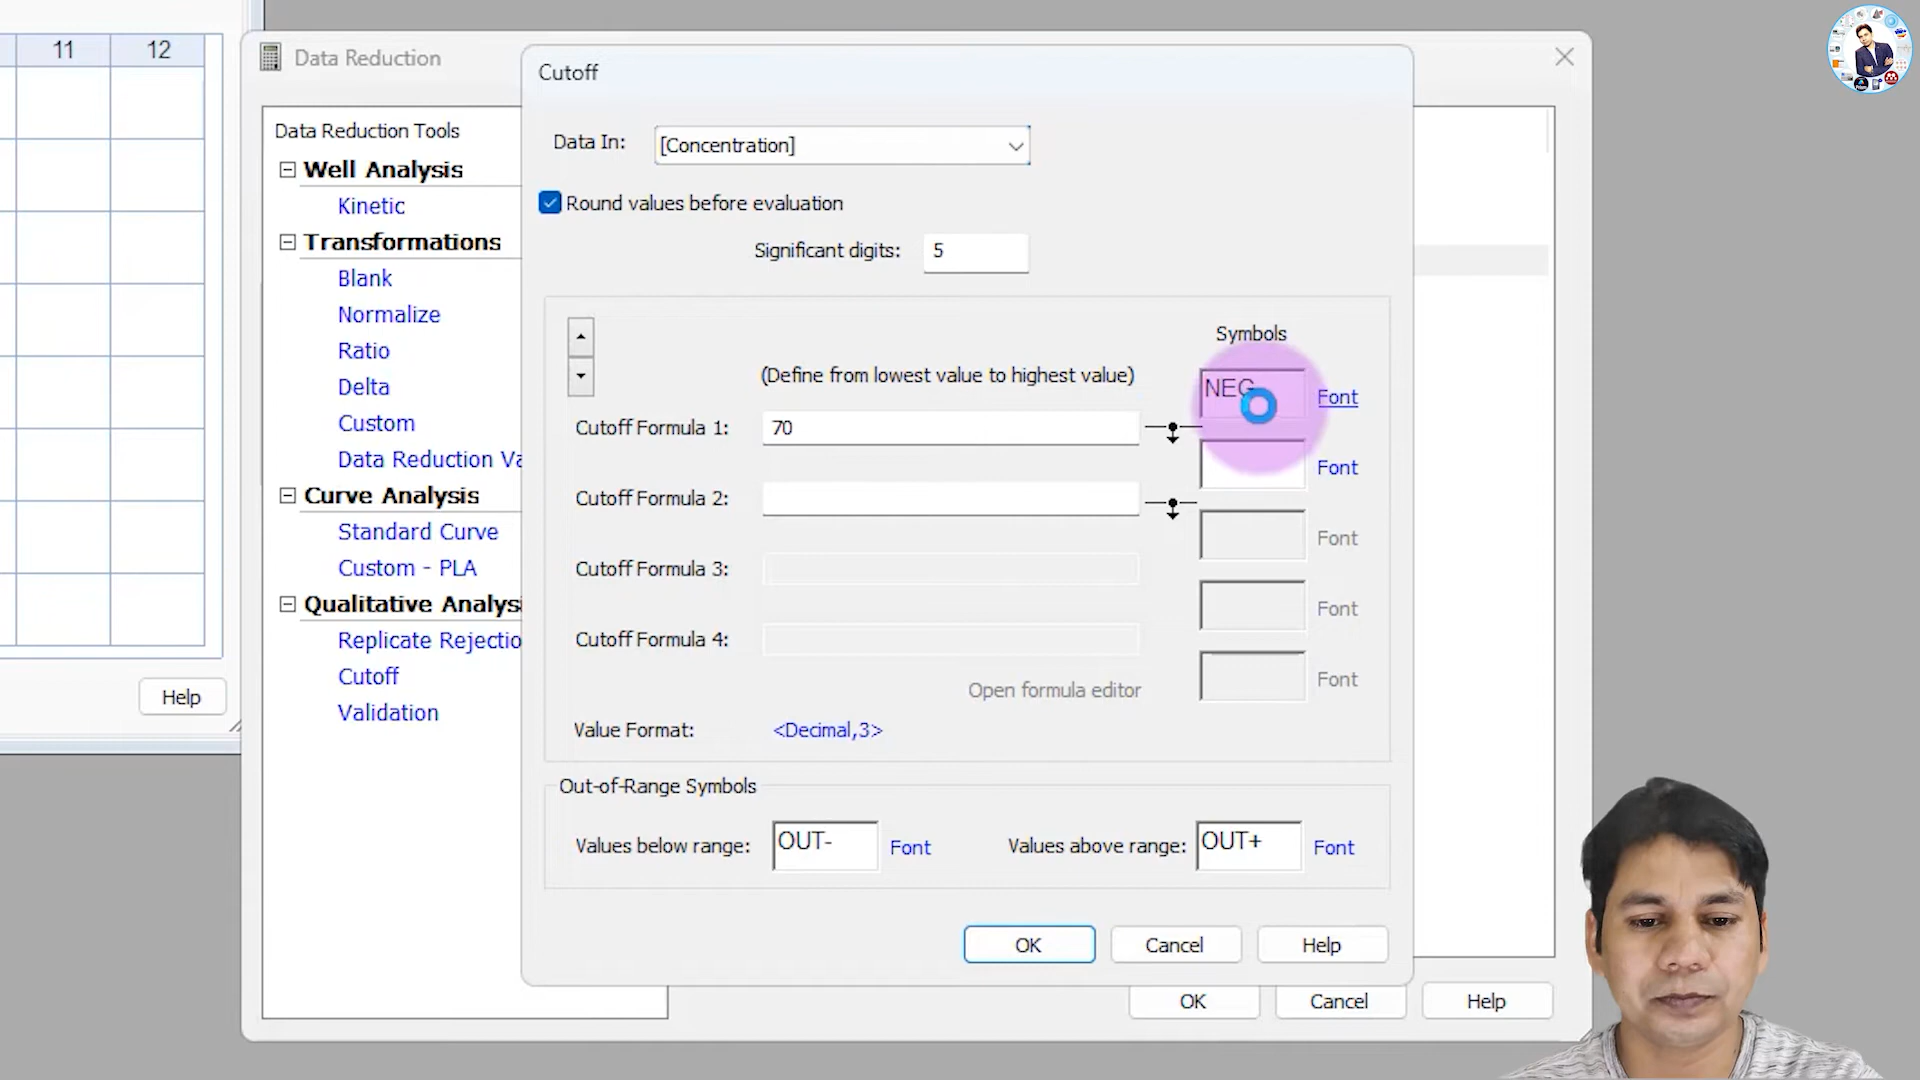 11 12
Data Reduction
Cutoff
Data Reduction Tools
Well Analysis
Kinetic
Transformations
Blank
Normalize
Ratio
Delta
Custom
Data Reduction Va
Curve Analysis
Standard Curve
Custom - PLA
Qualitative Analysi
Replicate Rejectio
Cutoff
Validation
Help
Data In: [Concentration]
Round values before evaluation
Significant digits: 5
Symbols
(Define from lowest value to highest value)
NEG Font
Cutoff Formula 1: 70
Font
Cutoff Formula 2:
Font
Cutoff Formula 3:
Font
Cutoff Formula 4:
Font
Open formula editor
Value Format: <Decimal,3>
Out-of-Range Symbols
Values below range: OUT- Font Values above range: OUT+ Font
OK Cancel Help
OK Cancel Help